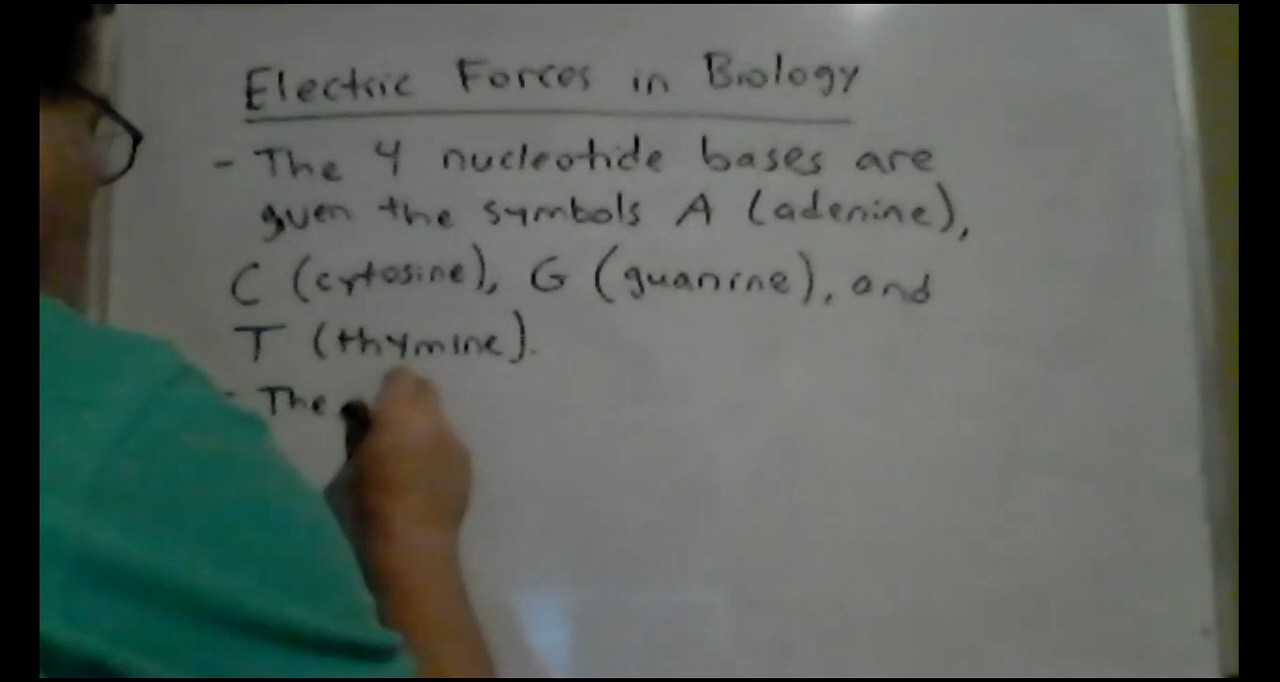 Electric Forces in Biology
- The 4 nucleotide bases are
given the symbols A (adenine),
C (cytosine), G (guanine), and
T (thymine).
- The